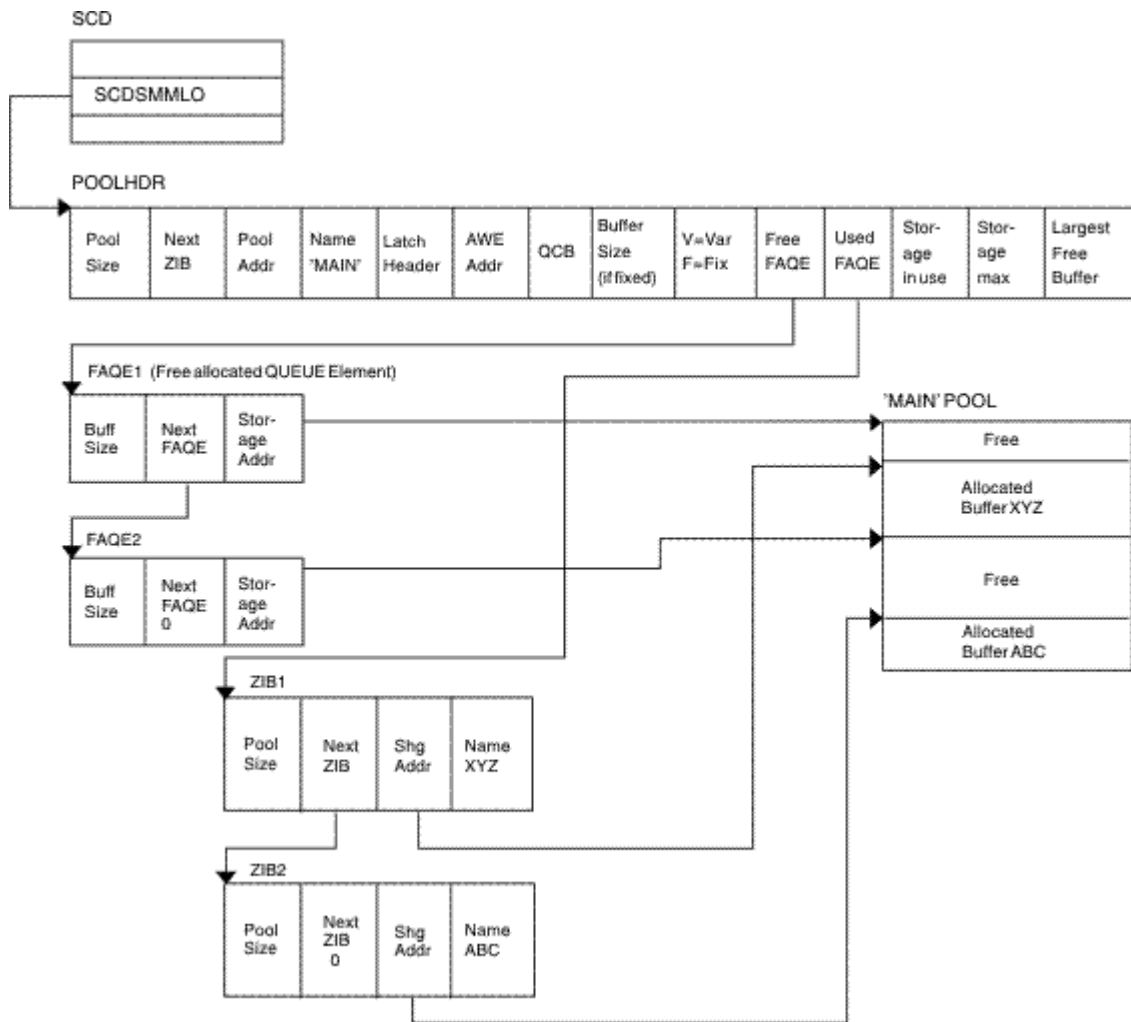 SCD
SCDSMMLO
POOLHDR
Pool
Size
Next
ZIB
Pool
Addr
Name
'MAIN'
Latch
Header
AWE
Addr
QCB
Buffer
Size
(if fixed)
V=Var
F=Fix
Free
FAQE
Used
FAQE
Stor-
age
in use
Stor-
age
max
Largest
Free
Buffer
FAQE1 (Free allocated QUEUE Element)
Buff
Size
Next
FAQE
Stor-
age
Addr
'MAIN' POOL
Free
Allocated
Buffer XYZ
Free
Allocated
Buffer ABC
FAQE2
Buff
Size
Next
FAQE
0
Stor-
age
Addr
ZIB1
Pool
Size
Next
ZIB
Shg
Addr
Name
XYZ
ZIB2
Pool
Size
Next
ZIB
0
Shg
Addr
Name
ABC